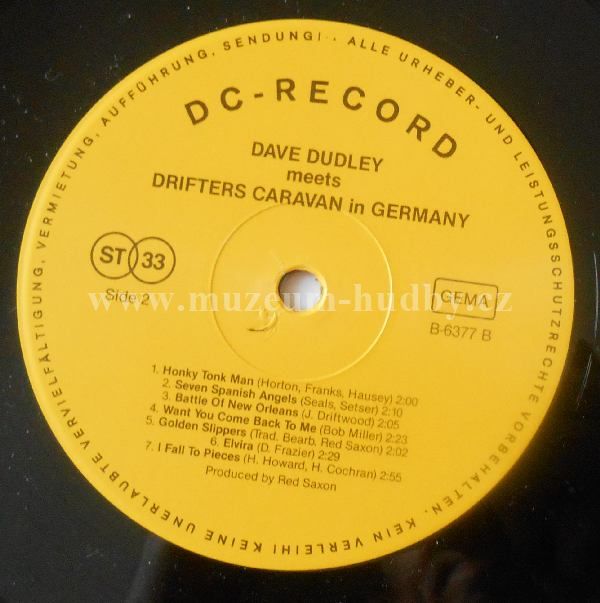 ALLE URHEBER- UND LEISTUNGSSCHUTZRECHTE VORBEHALTEN. KEIN VERLEIH! KEINE UNERLAUBTE VERVIELFÄLTIGUNG, VERMIETUNG, AUFFÜHRUNG, SENDUNG!
DC-RECORD
DAVE DUDLEY
meets
DRIFTERS CARAVAN in GERMANY
ST 33
Side 2
GEMA
B-6377 B
www.muzeum-hudby.cz
1. Honky Tonk Man (Horton, Franks, Hausey) 2:00
2. Seven Spanish Angels (Seals, Setser) 2:10
3. Battle Of New Orleans (J. Driftwood) 2:05
4. Want You Come Back To Me (Bob Miller) 2:23
5. Golden Slippers (Trad. Bearb. Red Saxon) 2:02
6. Elvira (D. Frazier) 2:29
7. I Fall To Pieces (H. Howard, H. Cochran) 2:55
Produced by Red Saxon